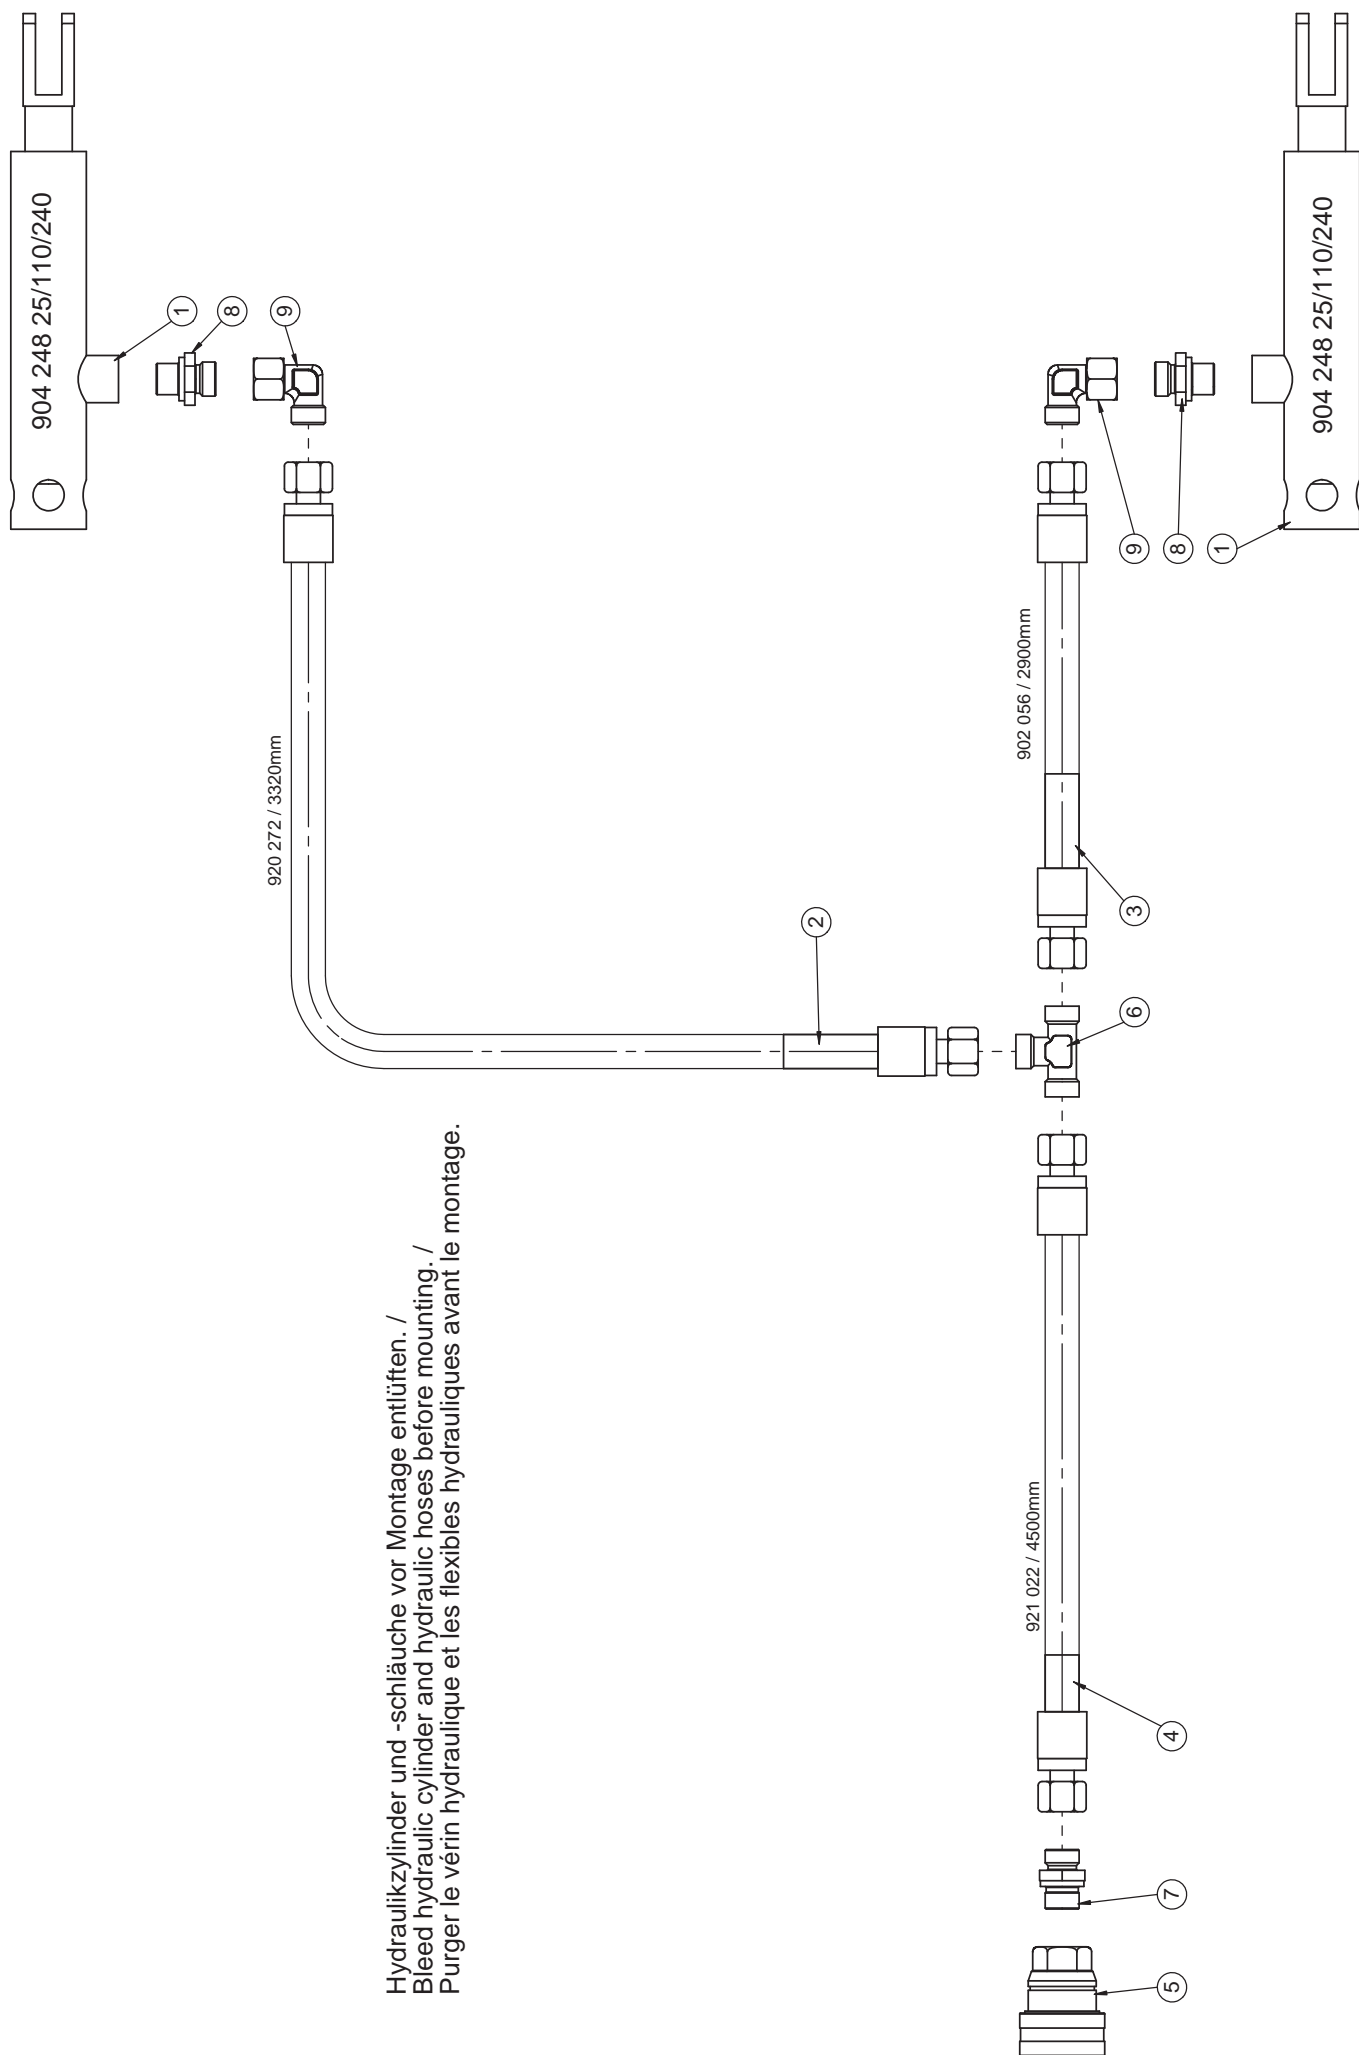 904 248 25/110/240
1
8
9
904 248 25/110/240
9
8
1
920 272 / 3320mm
902 056 / 2900mm
2
3
6
Hydraulikzylinder und -schläuche vor Montage entlüften. /
Bleed hydraulic cylinder and hydraulic hoses before mounting. /
Purger le vérin hydraulique et les flexibles hydrauliques avant le montage.
921 022 / 4500mm
4
7
5